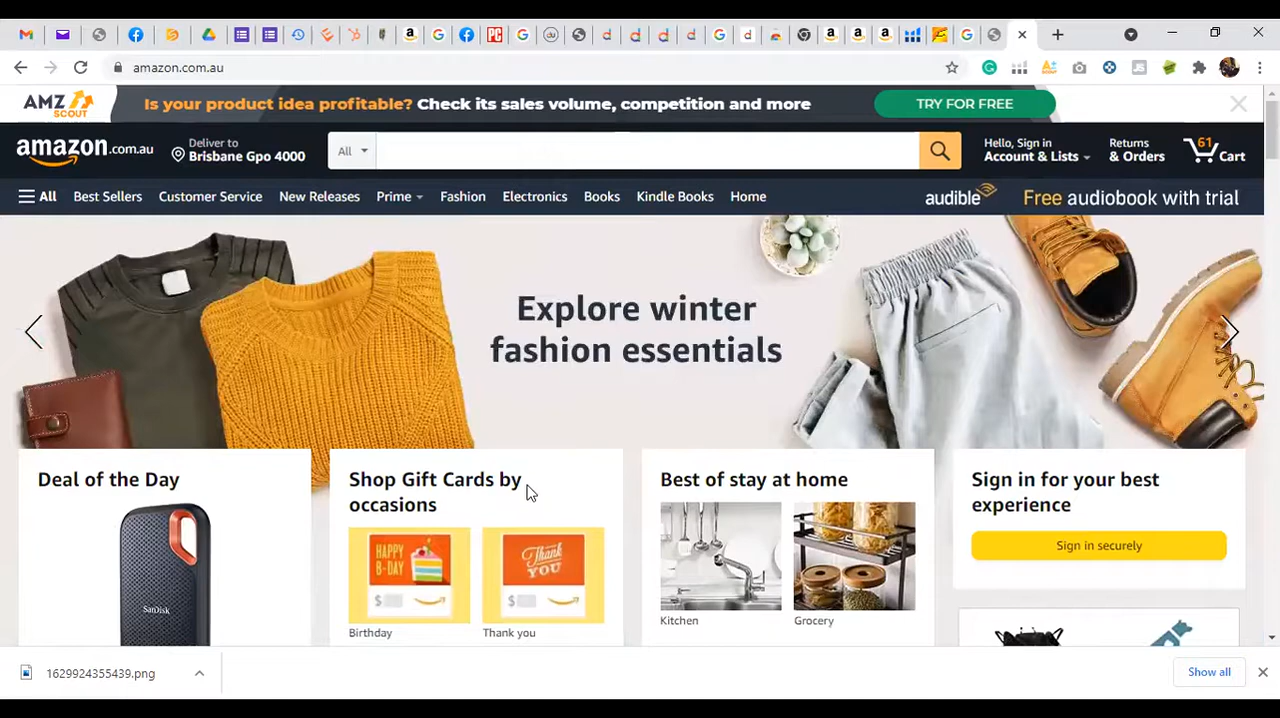 amazon.com.au
AMZ
SCOUT
Is your product idea profitable? Check its sales volume, competition and more
TRY FOR FREE
amazon.com.au
Deliver to
Brisbane Gpo 4000
All
Hello, Sign in
Account & Lists
Returns
& Orders
61
Cart
All
Best Sellers
Customer Service
New Releases
Prime
Fashion
Electronics
Books
Kindle Books
Home
audible
Free audiobook with trial
Explore winter
fashion essentials
Deal of the Day
SanDisk
Shop Gift Cards by
occasions
HAPPY
B-DAY
$
THANK
YOU
$
Birthday
Thank you
Best of stay at home
Kitchen
Grocery
Sign in for your best
experience
Sign in securely
1629924355439.png
Show all